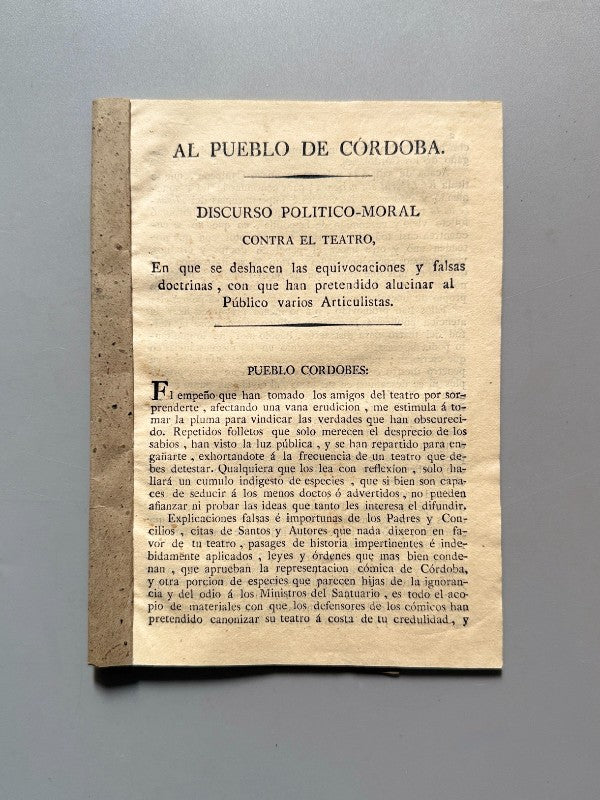 AL PUEBLO DE CÓRDOBA.
DISCURSO POLITICO-MORAL
CONTRA EL TEATRO,
En que se deshacen las equivocaciones y falsas
doctrinas , con que han pretendido alucinar al
Público varios Articulistas.
PUEBLO CORDOBES:
El empeño que han tomado los amigos del teatro por sor-
prenderte , afectando una vana erudicion , me estimula á to-
mar la pluma para vindicar las verdades que han obscureci-
do. Repetidos folletos que solo merecen el desprecio de los
sabios , han visto la luz pública , y se han repartido para en-
gañarte , exhortandote á la frecuencia de un teatro que de-
bes detestar. Qualquiera que los lea con reflexion , solo ha-
llará un cumulo indigesto de especies , que si bien son capa-
ces de seducir á los menos doctos ó advertidos , no pueden
afianzar ni probar las ideas que tanto les interesa el difundir.
Explicaciones falsas é importunas de los Padres y Con-
cilios , citas de Santos y Autores que nada dixeron en fa-
vor de tu teatro , pasages de historia impertinentes é inde-
bidamente aplicados , leyes y órdenes que mas bien conde-
nan , que aprueban la representacion cómica de Córdoba,
y otra porcion de especies que parecen hijas de la ignoran-
cia y del odio á los Ministros del Santuario , es todo el aco-
pio de materiales con que los defensores de los cómicos han
pretendido canonizar su teatro á costa de tu credulidad, y